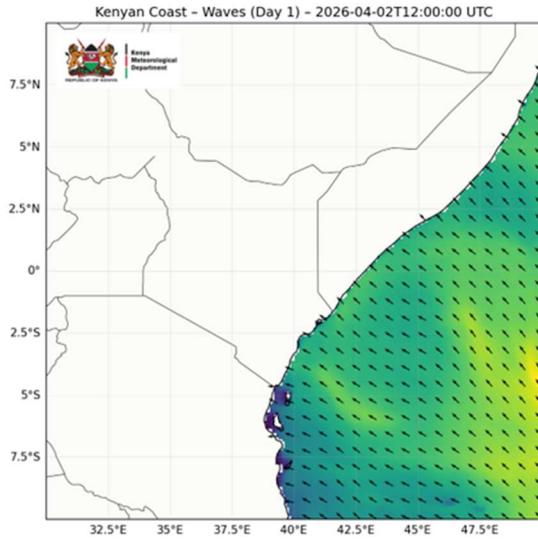 Kenyan Coast – Waves (Day 1) – 2026-04-02T12:00:00 UTC
Kenya
Meteorological
Department
REPUBLIC OF KENYA
7.5°N
5°N
2.5°N
0°
2.5°S
5°S
7.5°S
32.5°E 35°E 37.5°E 40°E 42.5°E 45°E 47.5°E